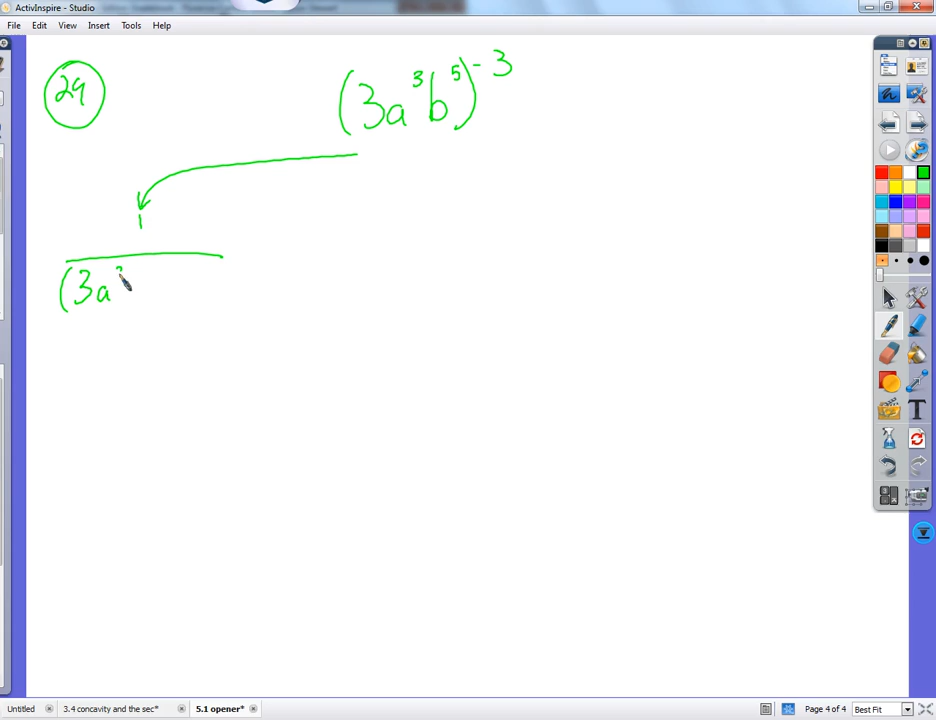 ActivInspire - Studio
File Edit View Insert Tools Help
29
(3a³b⁵)⁻³
1
(3a
T
Untitled 3.4 concavity and the sec* 5.1 opener* Page 4 of 4 Best Fit